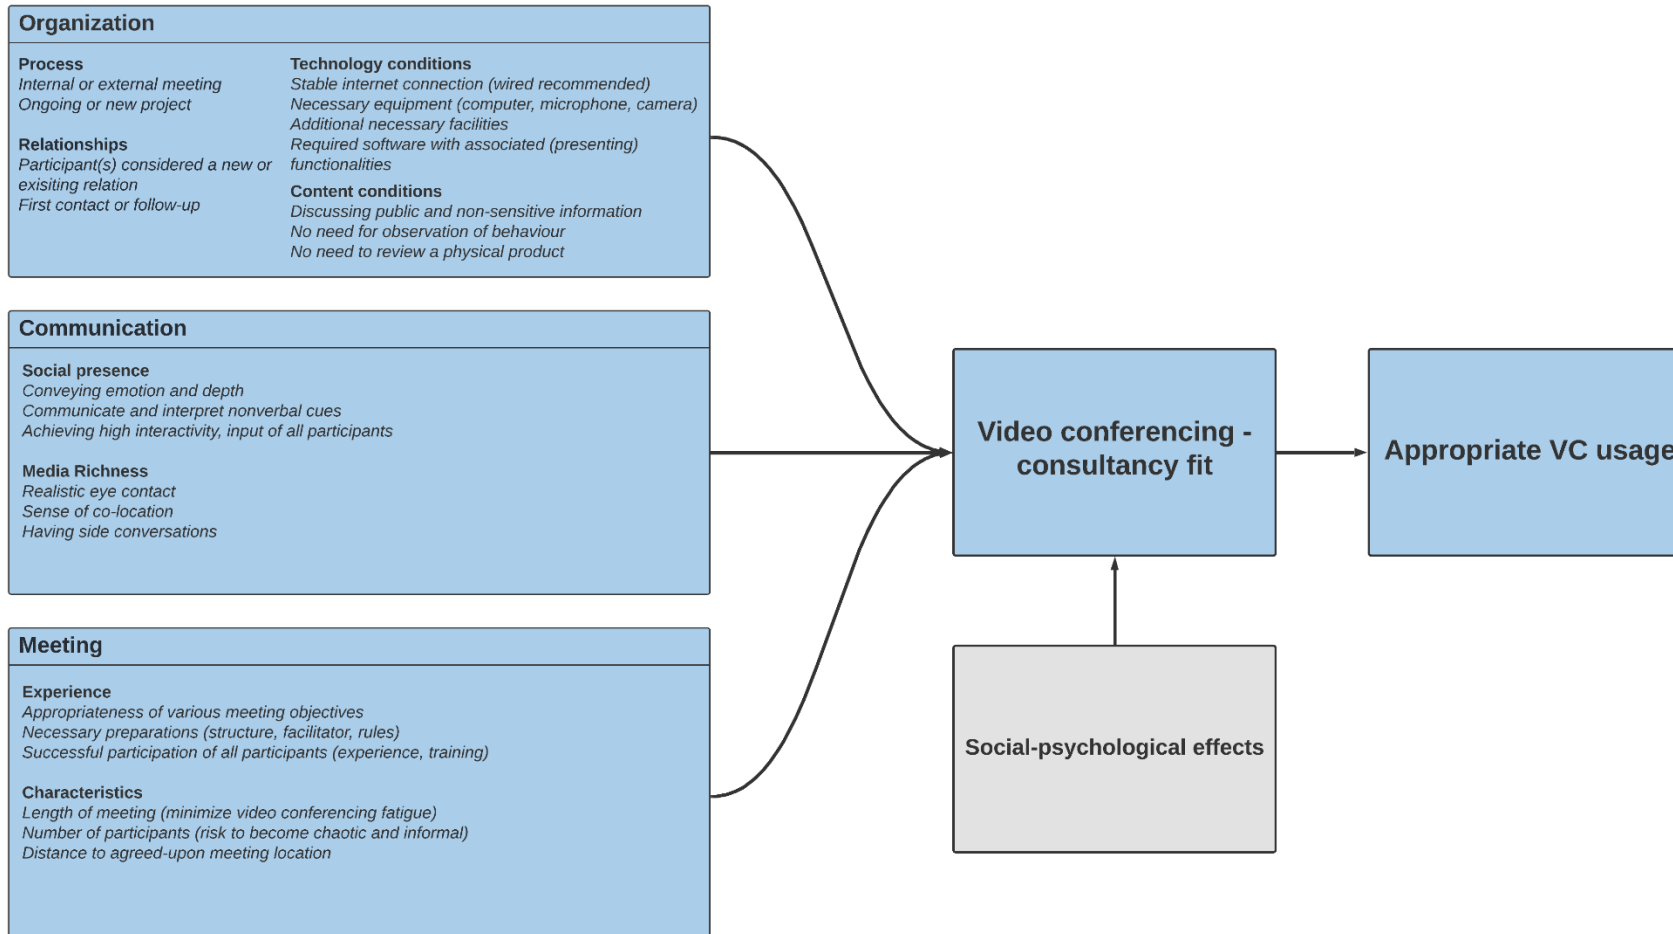 Organization
Process
Internal or external meeting
Ongoing or new project
Relationships
Participant(s) considered a new or
exisiting relation
First contact or follow-up
Technology conditions
Stable internet connection (wired recommended)
Necessary equipment (computer, microphone, camera)
Additional necessary facilities
Required software with associated (presenting)
functionalities
Content conditions
Discussing public and non-sensitive information
No need for observation of behaviour
No need to review a physical product
Communication
Social presence
Conveying emotion and depth
Communicate and interpret nonverbal cues
Achieving high interactivity, input of all participants
Media Richness
Realistic eye contact
Sense of co-location
Having side conversations
Meeting
Experience
Appropriateness of various meeting objectives
Necessary preparations (structure, facilitator, rules)
Successful participation of all participants (experience, training)
Characteristics
Length of meeting (minimize video conferencing fatigue)
Number of participants (risk to become chaotic and informal)
Distance to agreed-upon meeting location
Video conferencing -
consultancy fit
Appropriate VC usage
Social-psychological effects